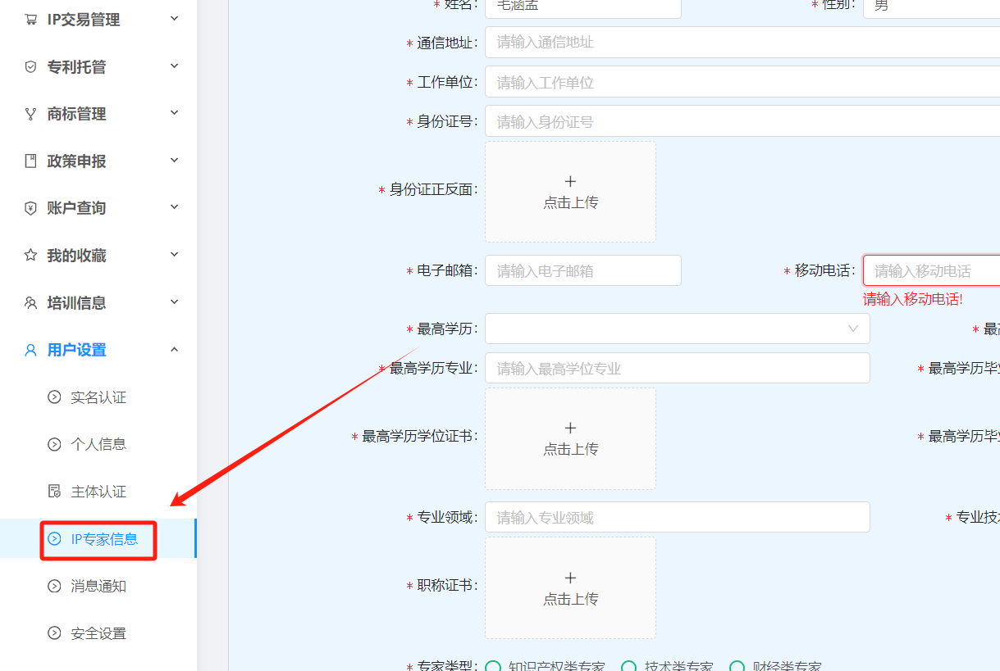 IP交易管理
专利托管
商标管理
政策申报
账户查询
我的收藏
培训信息
用户设置
实名认证
个人信息
主体认证
IP专家信息
消息通知
安全设置
* 姓名: 毛涵孟 * 性别: 男
* 通信地址: 请输入通信地址
* 工作单位: 请输入工作单位
* 身份证号: 请输入身份证号
* 身份证正反面: 点击上传
* 电子邮箱: 请输入电子邮箱 * 移动电话: 请输入移动电话
请输入移动电话!
* 最高学历: * 最高
* 最高学历专业: 请输入最高学位专业 * 最高学历毕业
* 最高学历学位证书: 点击上传 * 最高学历毕业
* 专业领域: 请输入专业领域 * 专业技术
* 职称证书: 点击上传
* 专家类型: 知识产权类专家 技术类专家 财经类专家